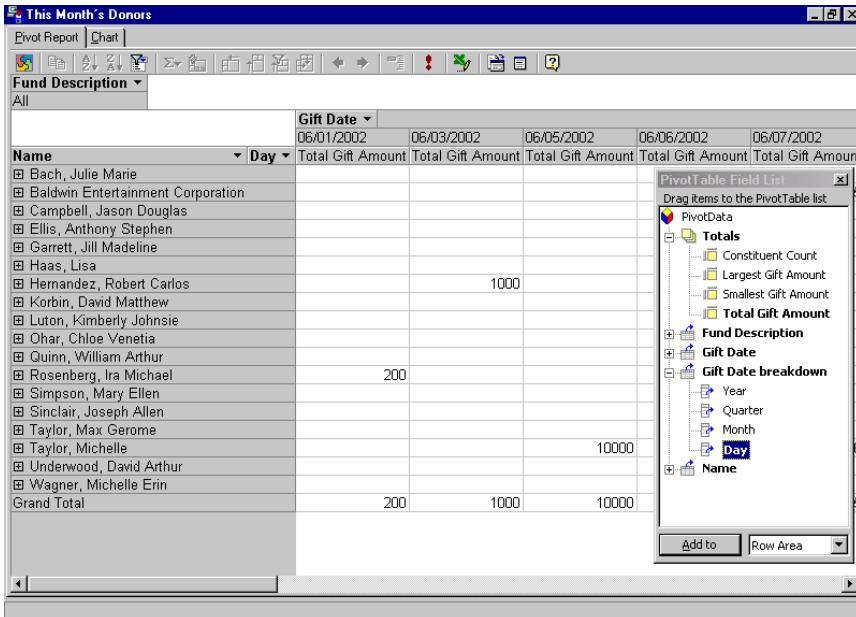 This Month's Donors
Pivot Report Chart
Fund Description
All
Gift Date
06/01/2002 06/03/2002 06/05/2002 06/06/2002 06/07/2002
Name Day Total Gift Amount Total Gift Amount Total Gift Amount Total Gift Amount Total Gift Amoun
Bach, Julie Marie
Baldwin Entertainment Corporation
Campbell, Jason Douglas
Ellis, Anthony Stephen
Garrett, Jill Madeline
Haas, Lisa
Hernandez, Robert Carlos 1000
Korbin, David Matthew
Luton, Kimberly Johnsie
Ohar, Chloe Venetia
Quinn, William Arthur
Rosenberg, Ira Michael 200
Simpson, Mary Ellen
Sinclair, Joseph Allen
Taylor, Max Gerome
Taylor, Michelle 10000
Underwood, David Arthur
Wagner, Michelle Erin
Grand Total 200 1000 10000
PivotTable Field List
Drag items to the PivotTable list
PivotData
Totals
Constituent Count
Largest Gift Amount
Smallest Gift Amount
Total Gift Amount
Fund Description
Gift Date
Gift Date breakdown
Year
Quarter
Month
Day
Name
Add to Row Area